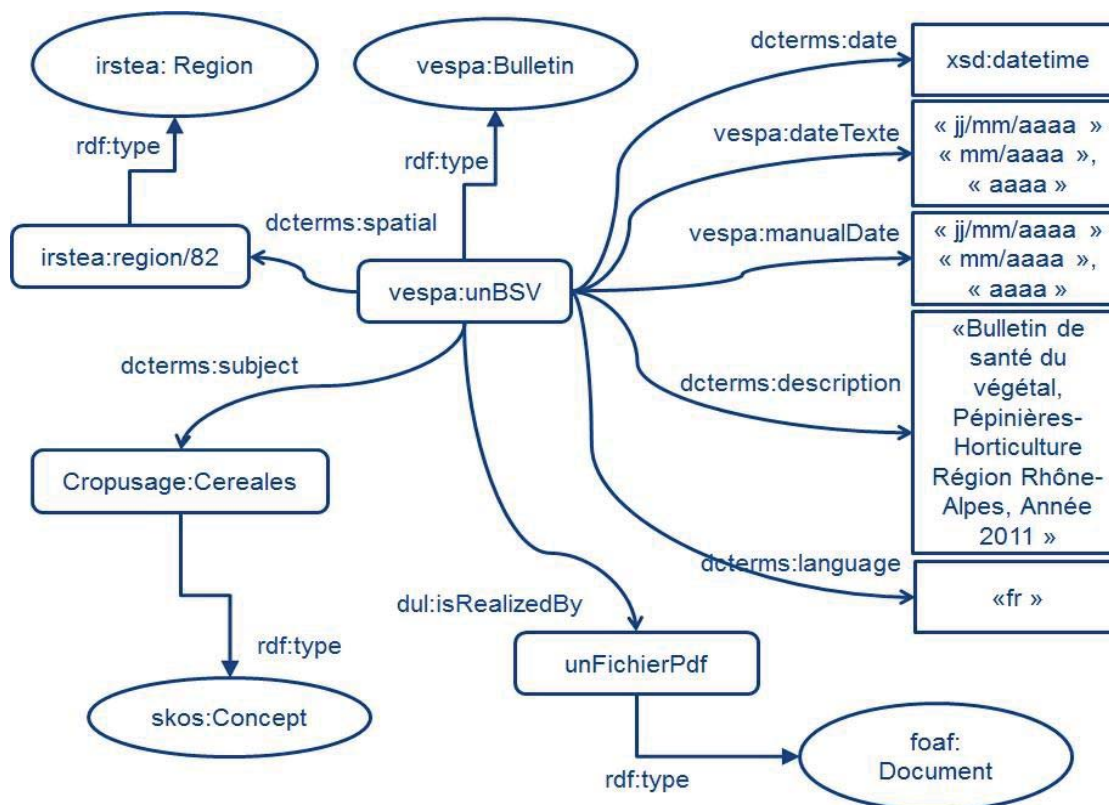 irstea: Region
vespa:Bulletin
dcterms:date
xsd:datetime
rdf:type
rdf:type
vespa:dateTexte
« jj/mm/aaaa »
« mm/aaaa »,
« aaaa »
dcterms:spatial
irstea:region/82
vespa:unBSV
vespa:manualDate
« jj/mm/aaaa »
« mm/aaaa »,
« aaaa »
dcterms:subject
dcterms:description
«Bulletin de
santé du
végétal,
Pépinières-
Horticulture
Région Rhône-
Alpes, Année
2011 »
Cropusage:Cereales
dcterms:language
«fr »
dul:isRealizedBy
rdf:type
unFichierPdf
skos:Concept
rdf:type
foaf:
Document